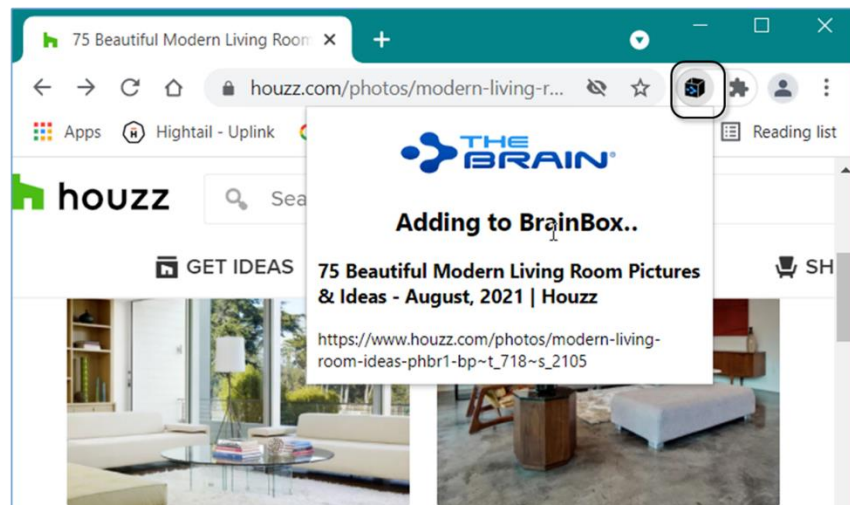 75 Beautiful Modern Living Room
houzz.com/photos/modern-living-r...
Apps
Hightail - Uplink
Reading list
THE
BRAIN
Adding to BrainBox..
75 Beautiful Modern Living Room Pictures
& Ideas - August, 2021 | Houzz
https://www.houzz.com/photos/modern-living-
room-ideas-phbr1-bp~t_718~s_2105
houzz
Sea
GET IDEAS
SH